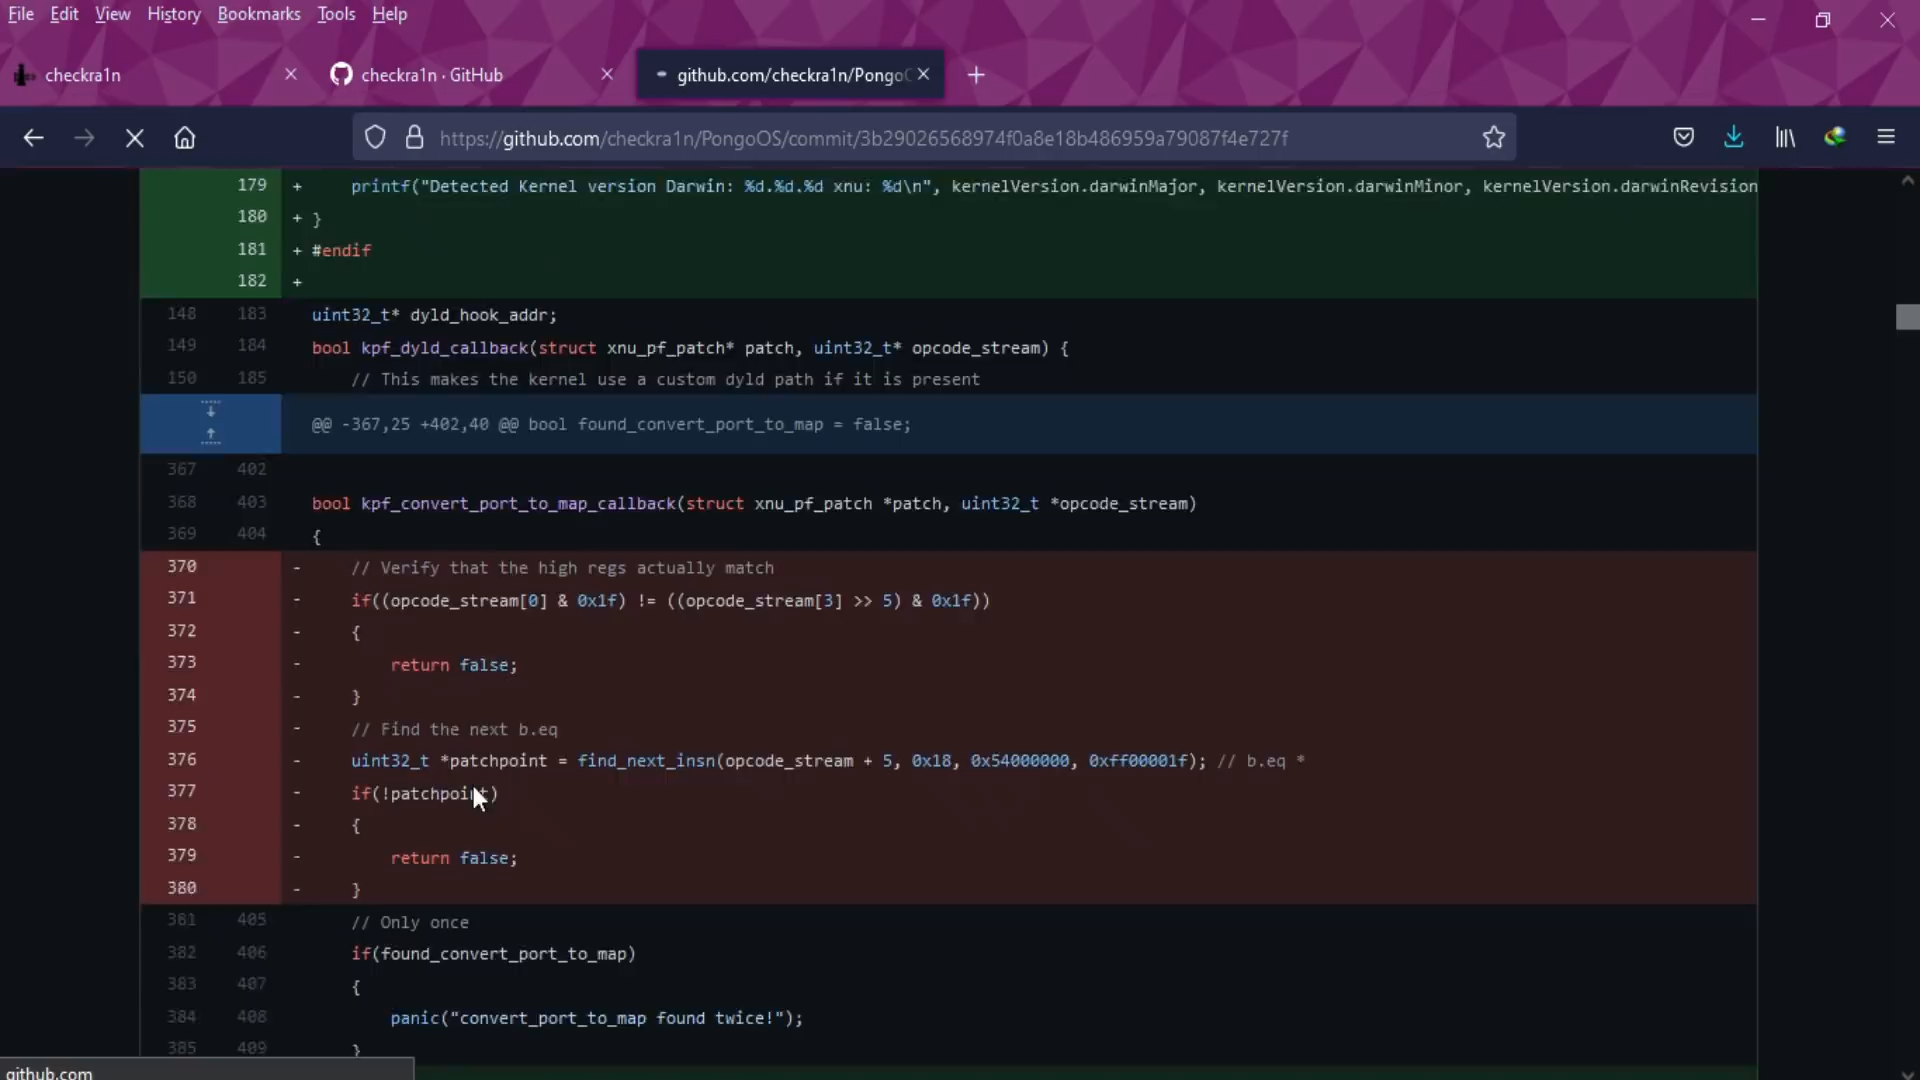 File Edit View History Bookmarks Tools Help
checkra1n
checkra1n · GitHub
github.com/checkra1n/Pongo
https://github.com/checkra1n/PongoOS/commit/3b29026568974f0a8e18b486959a79087f4e727f
179 + printf("Detected Kernel version Darwin: %d.%d.%d xnu: %d\n", kernelVersion.darwinMajor, kernelVersion.darwinMinor, kernelVersion.darwinRevision
180 + }
181 + #endif
182 +
148 183 uint32_t* dyld_hook_addr;
149 184 bool kpf_dyld_callback(struct xnu_pf_patch* patch, uint32_t* opcode_stream) {
150 185 // This makes the kernel use a custom dyld path if it is present
@@ -367,25 +402,40 @@ bool found_convert_port_to_map = false;
367 402
368 403 bool kpf_convert_port_to_map_callback(struct xnu_pf_patch *patch, uint32_t *opcode_stream)
369 404 {
370 - // Verify that the high regs actually match
371 - if((opcode_stream[0] & 0x1f) != ((opcode_stream[3] >> 5) & 0x1f))
372 - {
373 - return false;
374 - }
375 - // Find the next b.eq
376 - uint32_t *patchpoint = find_next_insn(opcode_stream + 5, 0x18, 0x54000000, 0xff00001f); // b.eq *
377 - if(!patchpoint)
378 - {
379 - return false;
380 - }
381 405 // Only once
382 406 if(found_convert_port_to_map)
383 407 {
384 408 panic("convert_port_to_map found twice!");
385 409 }
github.com